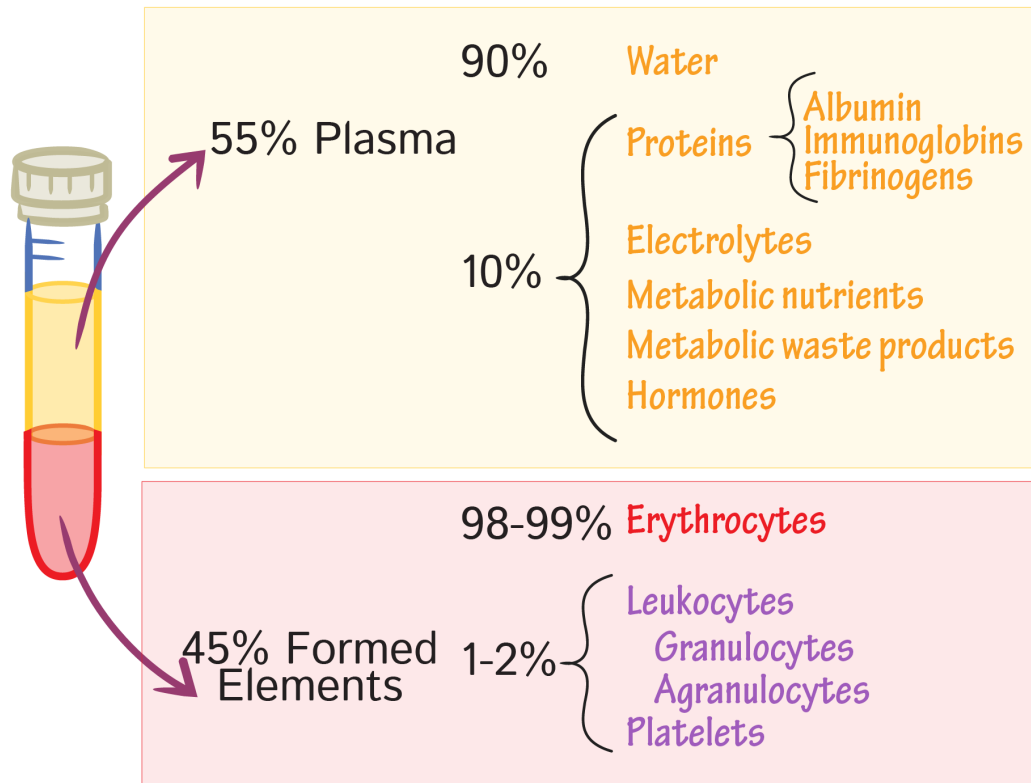 55% Plasma
90% Water
10%
Proteins
Albumin
Immunoglobins
Fibrinogens
Electrolytes
Metabolic nutrients
Metabolic waste products
Hormones
45% Formed
Elements
98-99% Erythrocytes
1-2%
Leukocytes
Granulocytes
Agranulocytes
Platelets